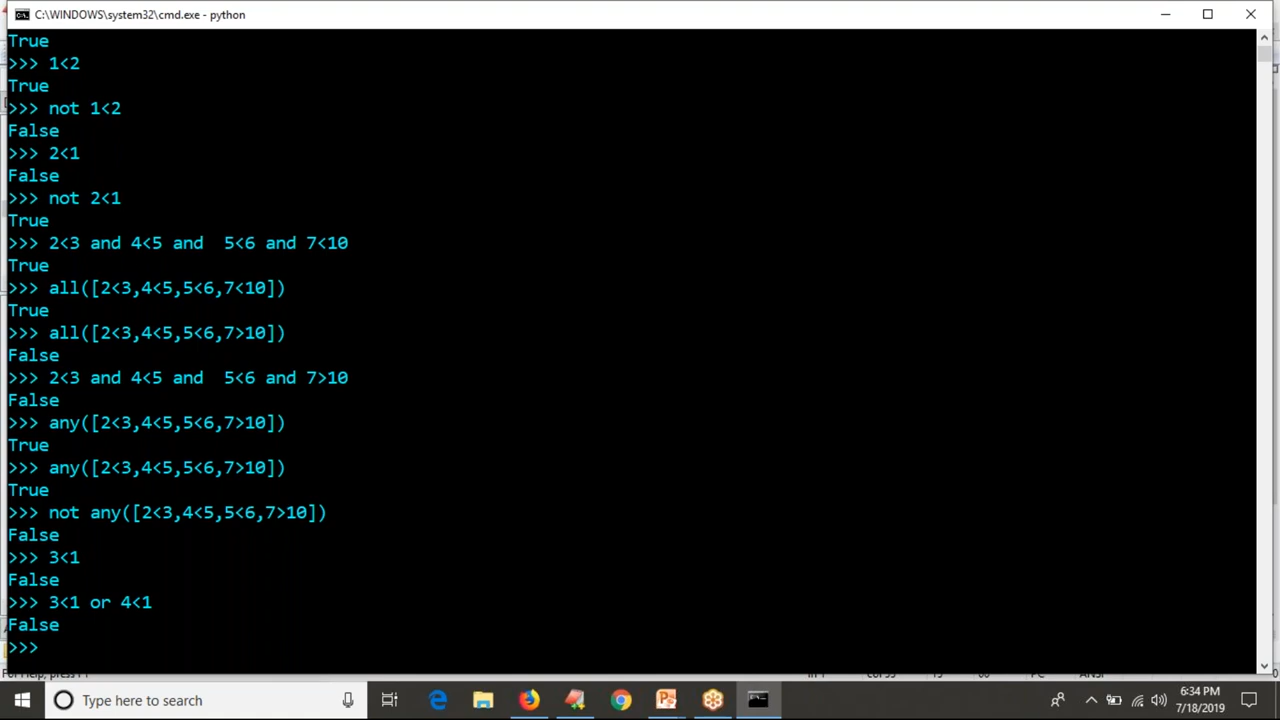 C:\WINDOWS\system32\cmd.exe - python
True
>>> 1<2
True
>>> not 1<2
False
>>> 2<1
False
>>> not 2<1
True
>>> 2<3 and 4<5 and  5<6 and 7<10
True
>>> all([2<3,4<5,5<6,7<10])
True
>>> all([2<3,4<5,5<6,7>10])
False
>>> 2<3 and 4<5 and  5<6 and 7>10
False
>>> any([2<3,4<5,5<6,7>10])
True
>>> any([2<3,4<5,5<6,7>10])
True
>>> not any([2<3,4<5,5<6,7>10])
False
>>> 3<1
False
>>> 3<1 or 4<1
False
>>>
Type here to search
6:34 PM
7/18/2019